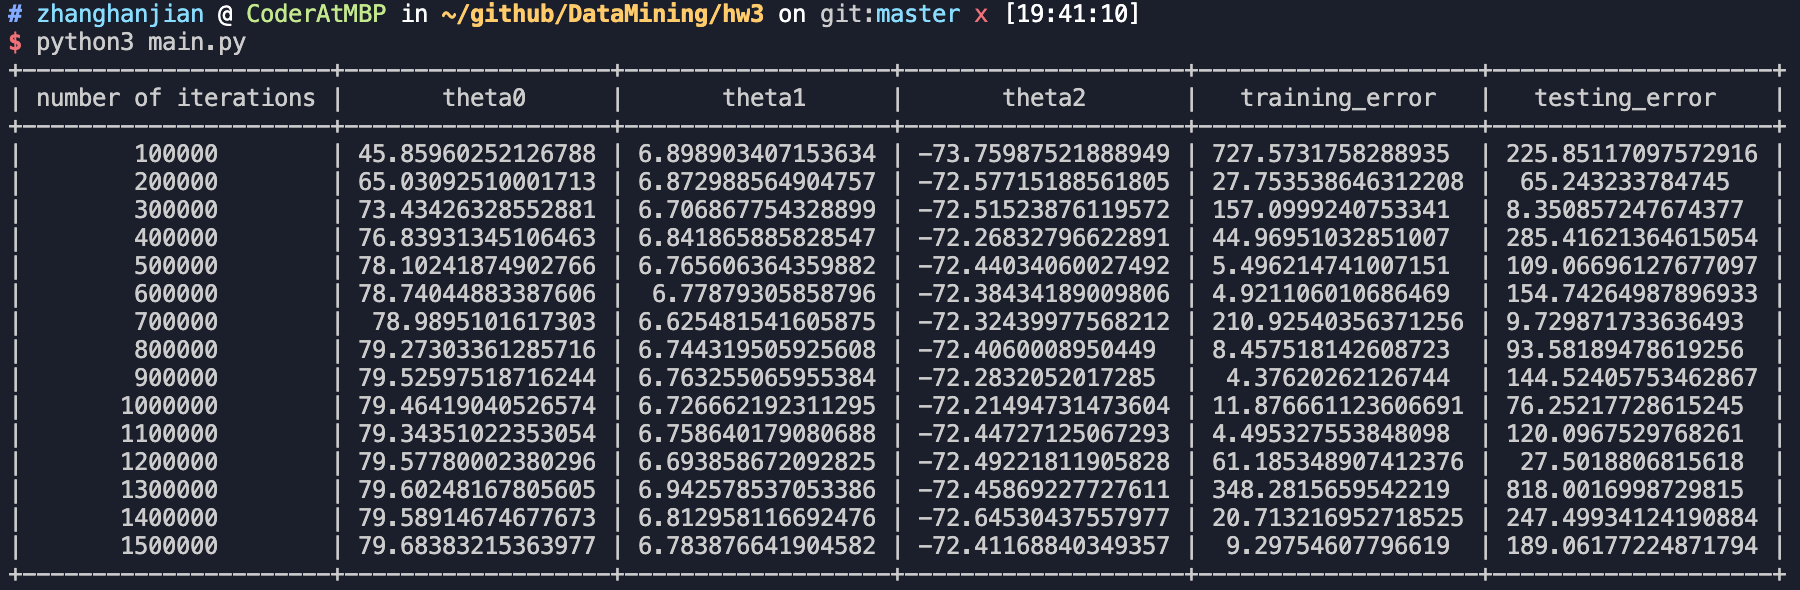 # zhanghanjian @ CoderAtMBP in ~/github/DataMining/hw3 on git:master x [19:41:10]
$ python3 main.py
| number of iterations | theta0 | theta1 | theta2 | training_error | testing_error |
| 100000 | 45.85960252126788 | 6.898903407153634 | -73.75987521888949 | 727.5731758288935 | 225.85117097572916 |
| 200000 | 65.03092510001713 | 6.872988564904757 | -72.57715188561805 | 27.753538646312208 | 65.243233784745 |
| 300000 | 73.43426328552881 | 6.706867754328899 | -72.51523876119572 | 157.0999240753341 | 8.350857247674377 |
| 400000 | 76.83931345106463 | 6.841865885828547 | -72.26832796622891 | 44.96951032851007 | 285.41621364615054 |
| 500000 | 78.10241874902766 | 6.765606364359882 | -72.44034060027492 | 5.496214741007151 | 109.06696127677097 |
| 600000 | 78.74044883387606 | 6.77879305858796 | -72.38434189009806 | 4.921106010686469 | 154.74264987896933 |
| 700000 | 78.9895101617303 | 6.625481541605875 | -72.32439977568212 | 210.92540356371256 | 9.729871733636493 |
| 800000 | 79.27303361285716 | 6.744319505925608 | -72.4060008950449 | 8.457518142608723 | 93.58189478619256 |
| 900000 | 79.52597518716244 | 6.763255065955384 | -72.2832052017285 | 4.37620262126744 | 144.52405753462867 |
| 1000000 | 79.46419040526574 | 6.726662192311295 | -72.21494731473604 | 11.876661123606691 | 76.25217728615245 |
| 1100000 | 79.34351022353054 | 6.758640179080688 | -72.44727125067293 | 4.495327553848098 | 120.0967529768261 |
| 1200000 | 79.57780002380296 | 6.693858672092825 | -72.49221811905828 | 61.185348907412376 | 27.5018806815618 |
| 1300000 | 79.60248167805605 | 6.942578537053386 | -72.45869227727611 | 348.2815659542219 | 818.0016998729815 |
| 1400000 | 79.58914674677673 | 6.812958116692476 | -72.64530437557977 | 20.713216952718525 | 247.49934124190884 |
| 1500000 | 79.68383215363977 | 6.783876641904582 | -72.41168840349357 | 9.29754607796619 | 189.06177224871794 |